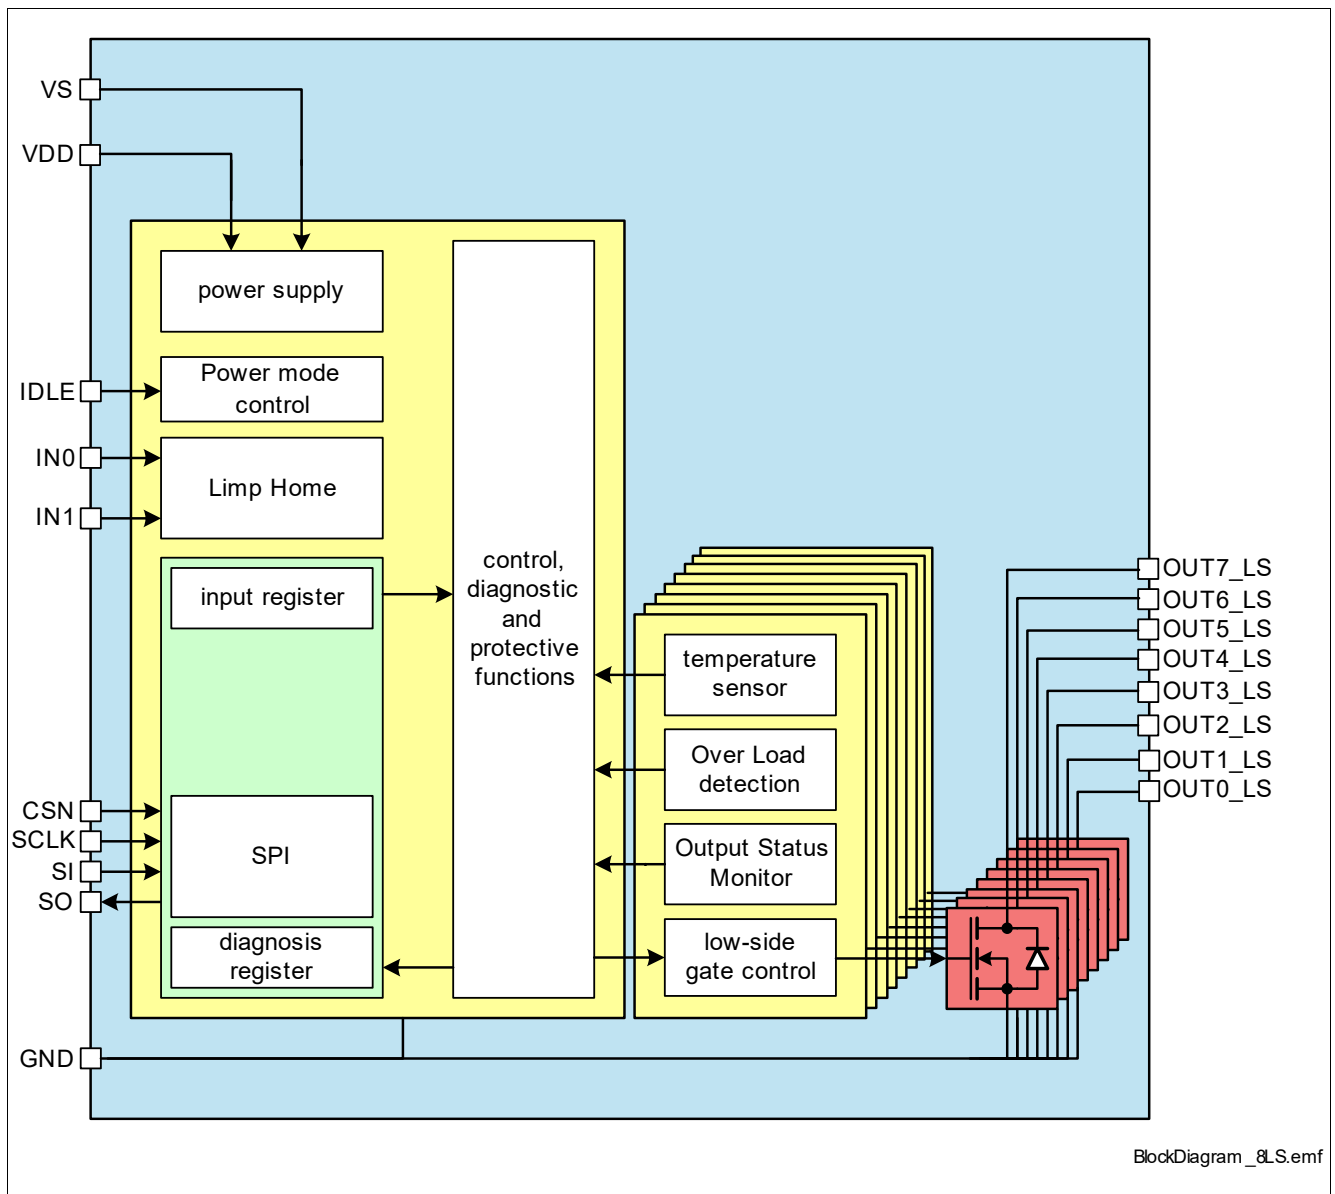 VS
VDD
power supply
IDLE
Power mode
control
IN0
IN1
Limp Home
input register
control,
diagnostic
and
protective
functions
temperature
sensor
Over Load
detection
Output Status
Monitor
low-side
gate control
OUT7_LS
OUT6_LS
OUT5_LS
OUT4_LS
OUT3_LS
OUT2_LS
OUT1_LS
OUT0_LS
CSN
SCLK
SI
SO
SPI
diagnosis
register
GND
BlockDiagram_8LS.emf